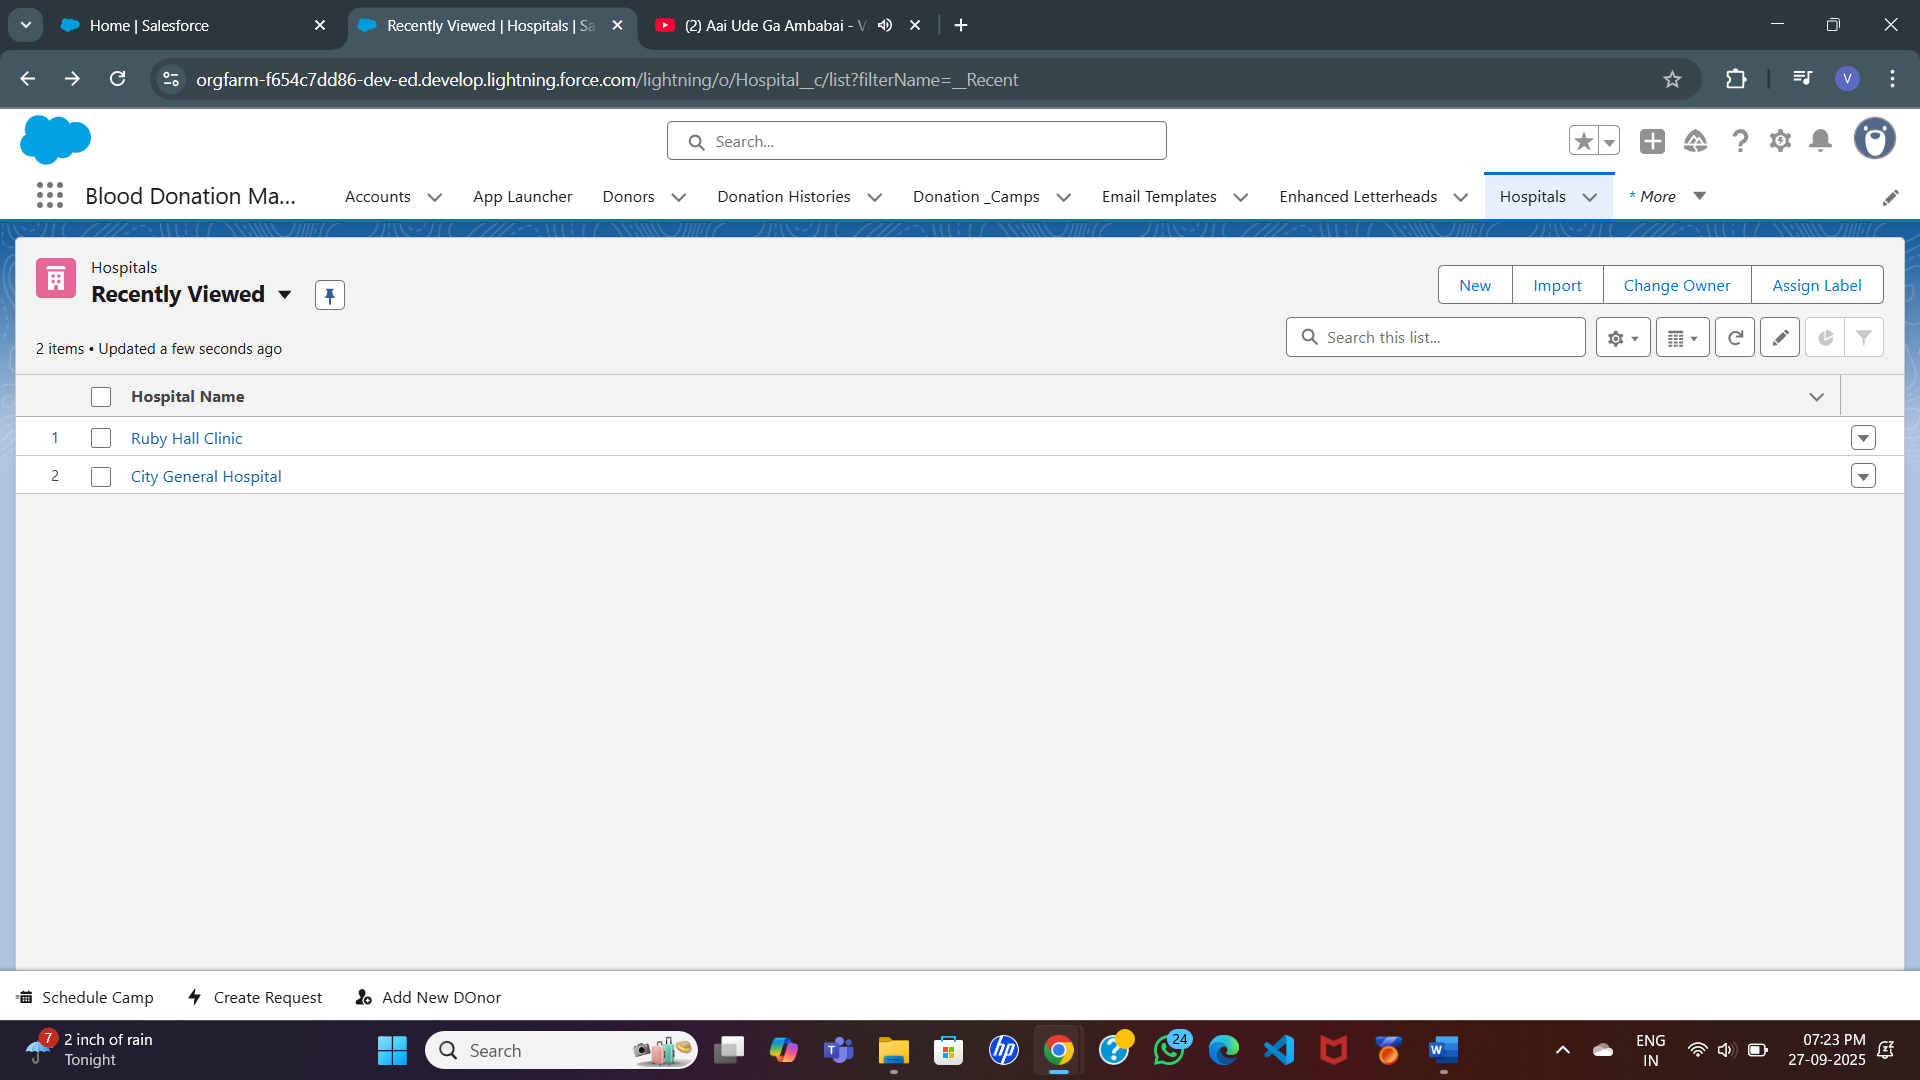 Home | Salesforce
Recently Viewed | Hospitals | Sa
(2) Aai Ude Ga Ambabai - V
orgfarm-f654c7dd86-dev-ed.develop.lightning.force.com/lightning/o/Hospital__c/list?filterName=__Recent
V
Search...
Blood Donation Ma...
Accounts
App Launcher
Donors
Donation Histories
Donation _Camps
Email Templates
Enhanced Letterheads
Hospitals
* More
Hospitals
Recently Viewed
New
Import
Change Owner
Assign Label
2 items • Updated a few seconds ago
Search this list...
Hospital Name
1 Ruby Hall Clinic
2 City General Hospital
Schedule Camp
Create Request
Add New DOnor
7
2 inch of rain
Tonight
Search
24
ENG
IN
07:23 PM
27-09-2025